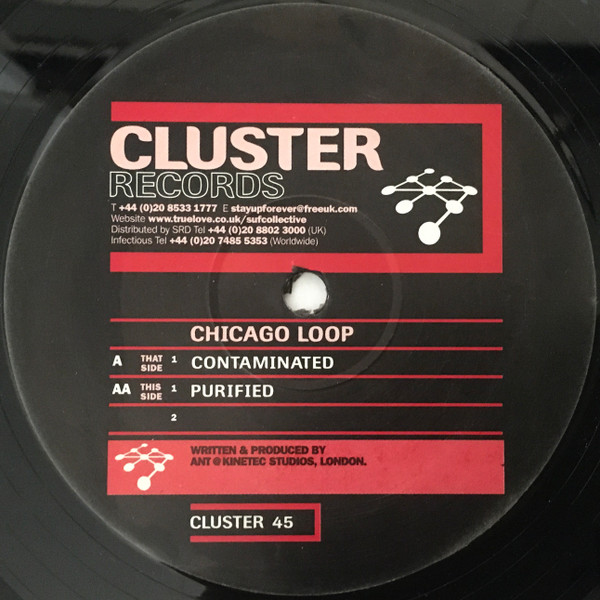 CLUSTER
RECORDS
T +44 (0)20 8533 1777 E stayupforever@freeuk.com
Website www.truelove.co.uk/sufcollective
Distributed by SRD Tel +44 (0)20 8802 3000 (UK)
Infectious Tel +44 (0)20 7485 5353 (Worldwide)
CHICAGO LOOP
A THAT SIDE 1 CONTAMINATED
AA THIS SIDE 1 PURIFIED
2
WRITTEN & PRODUCED BY
ANT @ KINETEC STUDIOS, LONDON.
CLUSTER 45